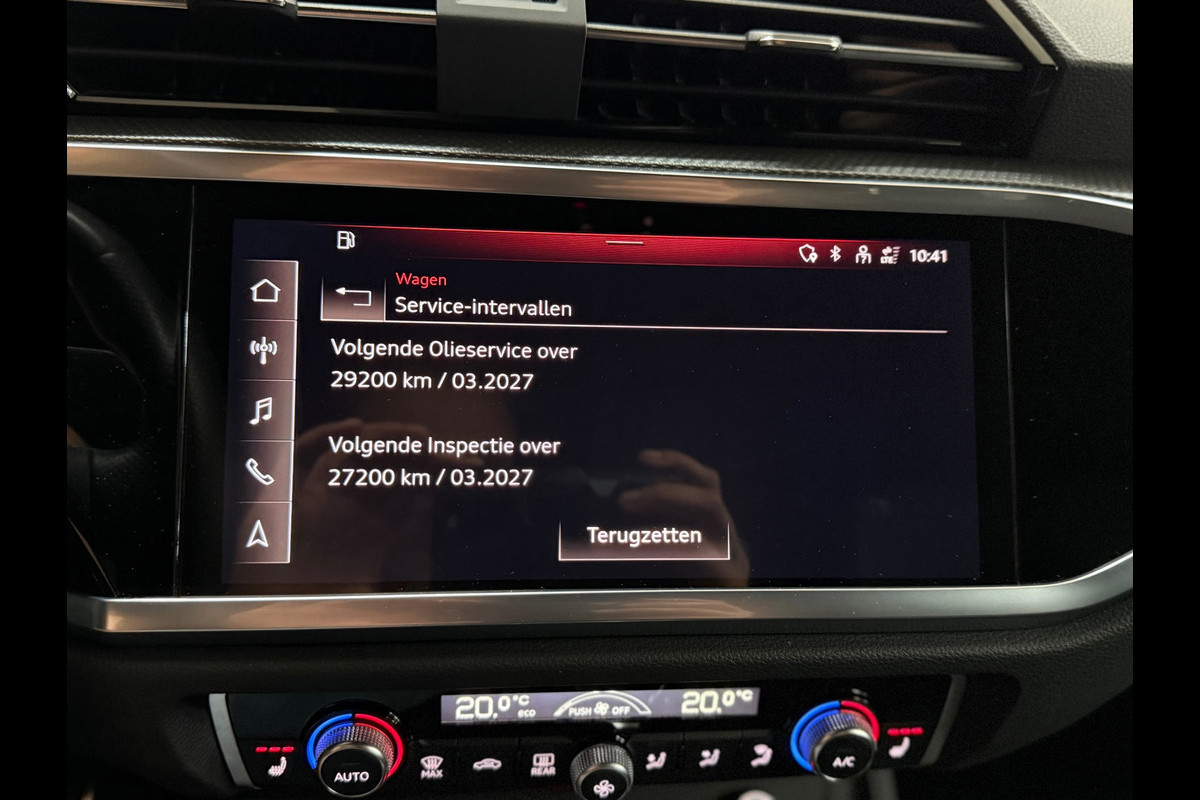 LTE 10:41
Wagen
Service-intervallen
Volgende Olieservice over
29200 km / 03.2027
Volgende Inspectie over
27200 km / 03.2027
Terugzetten
20,0°C eco PUSH OFF 20.0°C
AUTO MAX REAR A/C